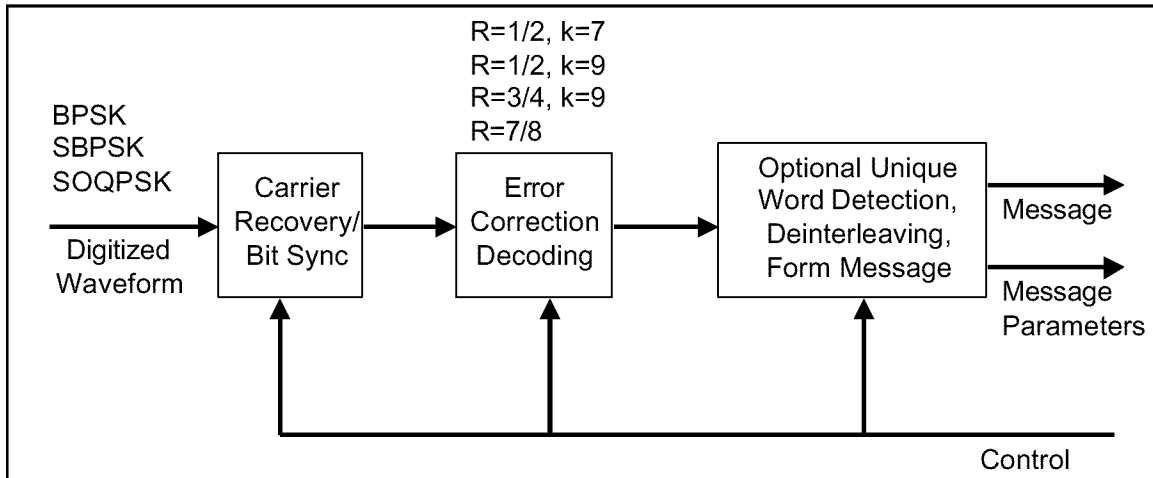 R=1/2, k=7
R=1/2, k=9
R=3/4, k=9
R=7/8
BPSK
SBPSK
SOQPSK
Digitized
Waveform
Carrier
Recovery/
Bit Sync
Error
Correction
Decoding
Optional Unique
Word Detection,
Deinterleaving,
Form Message
Message
Message
Parameters
Control